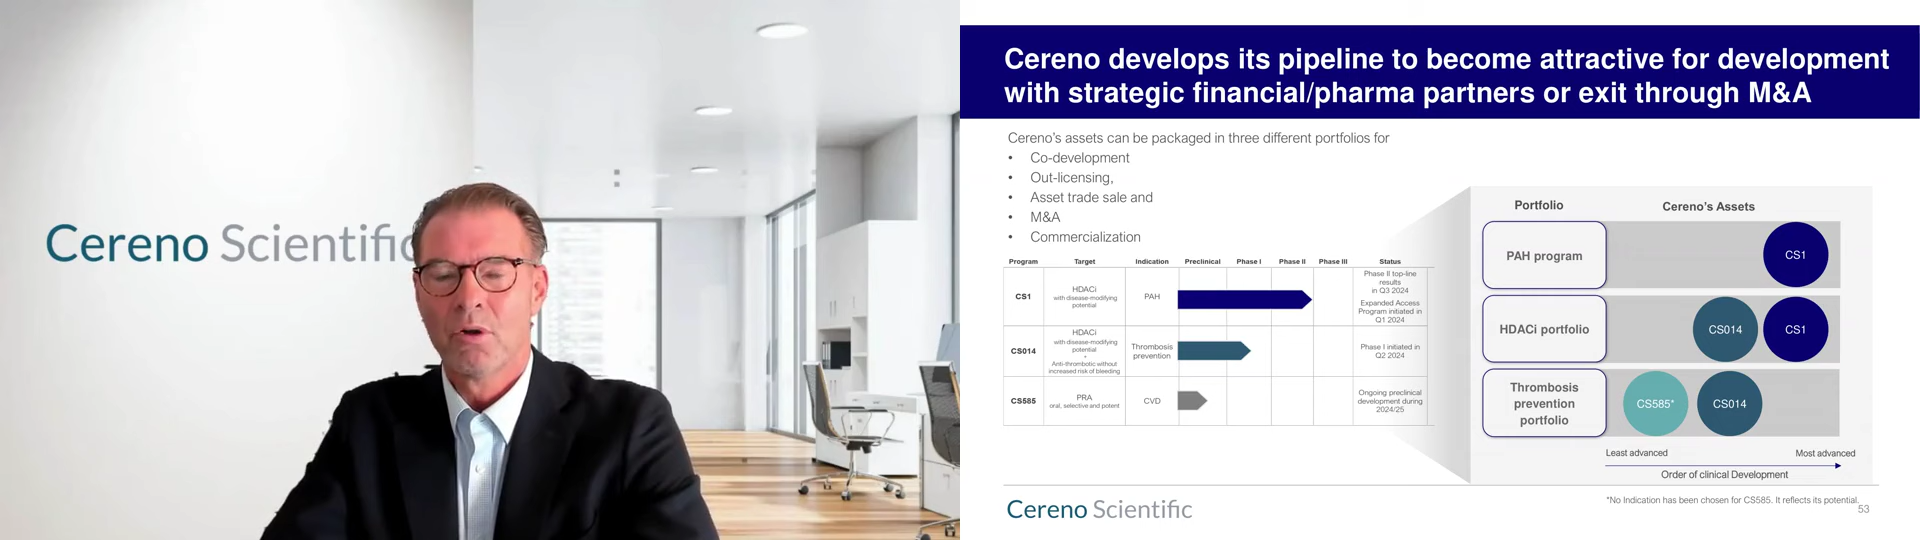 Cereno Scientific
Cereno develops its pipeline to become attractive for development
with strategic financial/pharma partners or exit through M&A
Cereno's assets can be packaged in three different portfolios for
• Co-development
• Out-licensing,
• Asset trade sale and
• M&A
• Commercialization
Program Target Indication Preclinical Phase I Phase II Phase III Status
CS1
HDACi
with disease-modifying
potential
PAH
Phase II top-line
results
in Q3 2024
Expanded Access
Program initiated in
Q1 2024
CS014
HDACi
with disease-modifying
potential
+
Anti-thrombotic without
increased risk of bleeding
Thrombosis
prevention
Phase I initiated in
Q2 2024
CS585
PRA
oral, selective and potent
CVD
Ongoing preclinical
development during
2024/25
Portfolio Cereno's Assets
PAH program
CS1
HDACi portfolio
CS014 CS1
Thrombosis
prevention
portfolio
CS585* CS014
Least advanced Most advanced
Order of clinical Development
*No Indication has been chosen for CS585. It reflects its potential.
Cereno Scientific
53